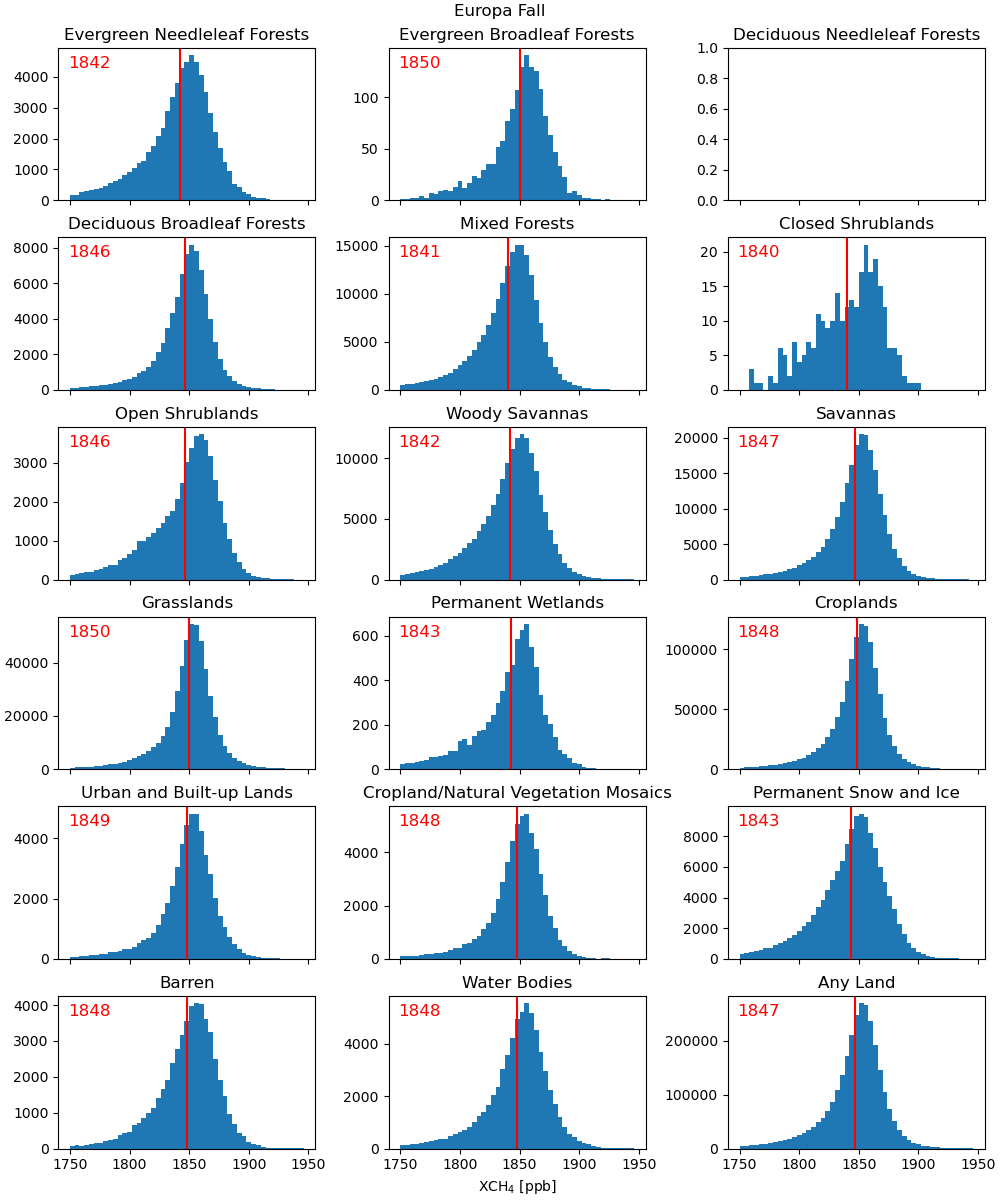 Europa Fall
Evergreen Needleleaf Forests Evergreen Broadleaf Forests Deciduous Needleleaf Forests
1842 1850
4000 3000 2000 1000 0
100 50 0
1.0 0.8 0.6 0.4 0.2 0.0
Deciduous Broadleaf Forests Mixed Forests Closed Shrublands
1846 1841 1840
8000 6000 4000 2000 0
15000 10000 5000 0
20 15 10 5 0
Open Shrublands Woody Savannas Savannas
1846 1842 1847
3000 2000 1000 0
10000 5000 0
20000 15000 10000 5000 0
Grasslands Permanent Wetlands Croplands
1850 1843 1848
40000 20000 0
600 400 200 0
100000 50000 0
Urban and Built-up Lands Cropland/Natural Vegetation Mosaics Permanent Snow and Ice
1849 1848 1843
4000 2000 0
4000 2000 0
8000 6000 4000 2000 0
Barren Water Bodies Any Land
1848 1848 1847
4000 3000 2000 1000 0
4000 2000 0
200000 100000 0
1750 1800 1850 1900 1950 1750 1800 1850 1900 1950 1750 1800 1850 1900 1950
XCH₄ [ppb]